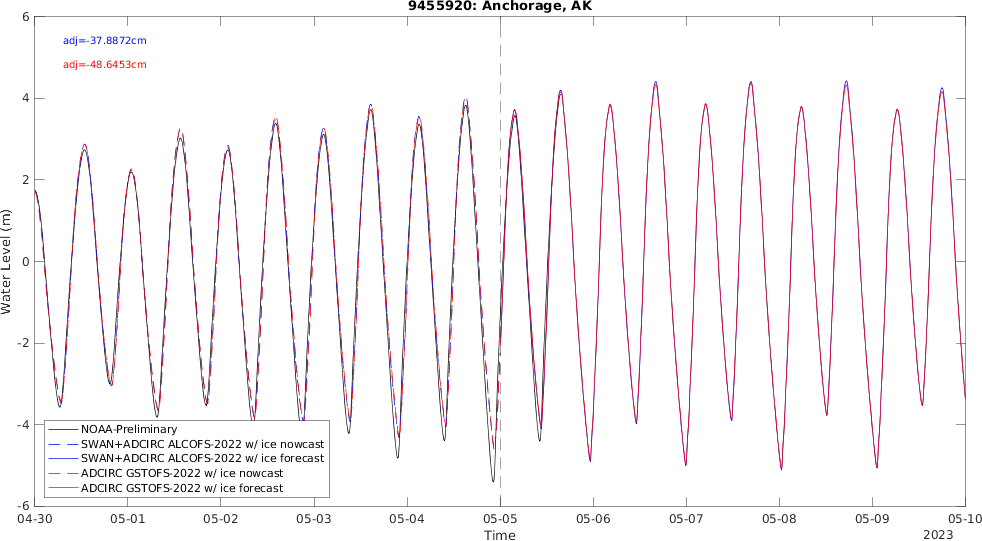 9455920: Anchorage, AK
adj=-37.8872cm
adj=-48.6453cm
6
4
2
0
-2
-4
-6
Water Level (m)
NOAA-Preliminary
SWAN+ADCIRC ALCOFS-2022 w/ ice nowcast
SWAN+ADCIRC ALCOFS-2022 w/ ice forecast
ADCIRC GSTOFS-2022 w/ ice nowcast
ADCIRC GSTOFS-2022 w/ ice forecast
04-30 05-01 05-02 05-03 05-04 05-05 05-06 05-07 05-08 05-09 05-10
Time
2023